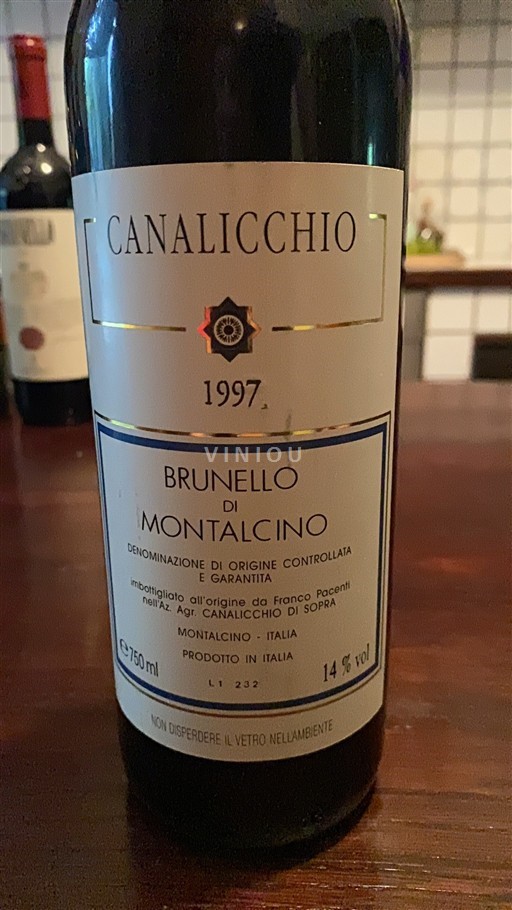 CANALICCHIO
1997
VINIOU
BRUNELLO
DI
MONTALCINO
DENOMINAZIONE DI ORIGINE CONTROLLATA
E GARANTITA
imbottigliato all'origine da Franco Pacenti
nell'Az. Agr. CANALICCHIO DI SOPRA
MONTALCINO - ITALIA
PRODOTTO IN ITALIA
℮750 ml
14 % vol
L1 232
NON DISPERDERE IL VETRO NELLAMBIENTE